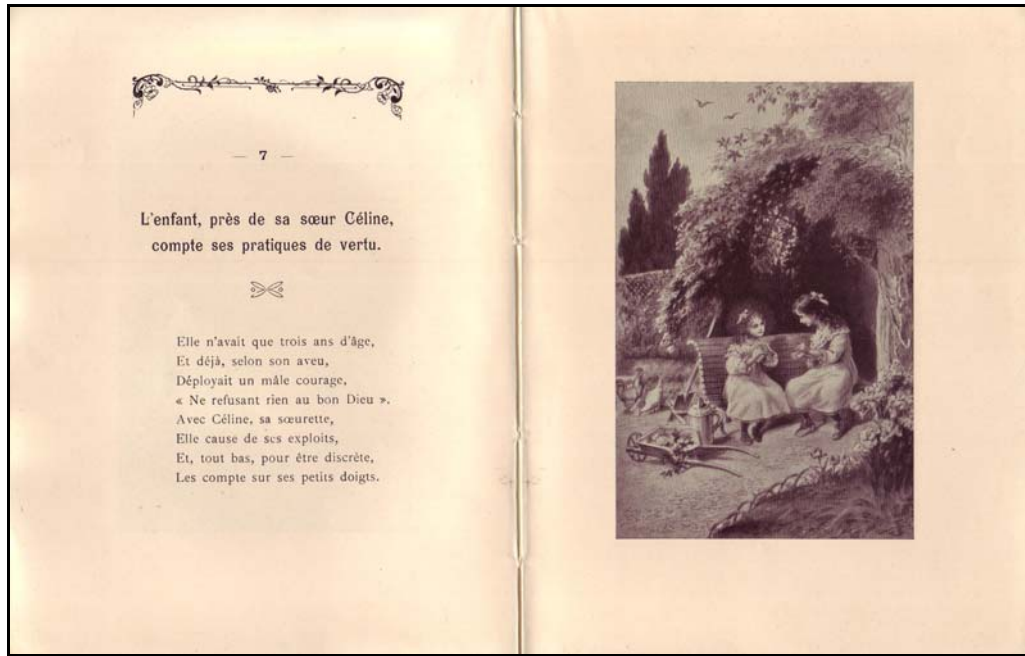 — 7 —
L'enfant, près de sa sœur Céline,
compte ses pratiques de vertu.
Elle n'avait que trois ans d'âge,
Et déjà, selon son aveu,
Déployait un mâle courage,
« Ne refusant rien au bon Dieu ».
Avec Céline, sa sœurette,
Elle cause de ses exploits,
Et, tout bas, pour être discrète,
Les compte sur ses petits doigts.